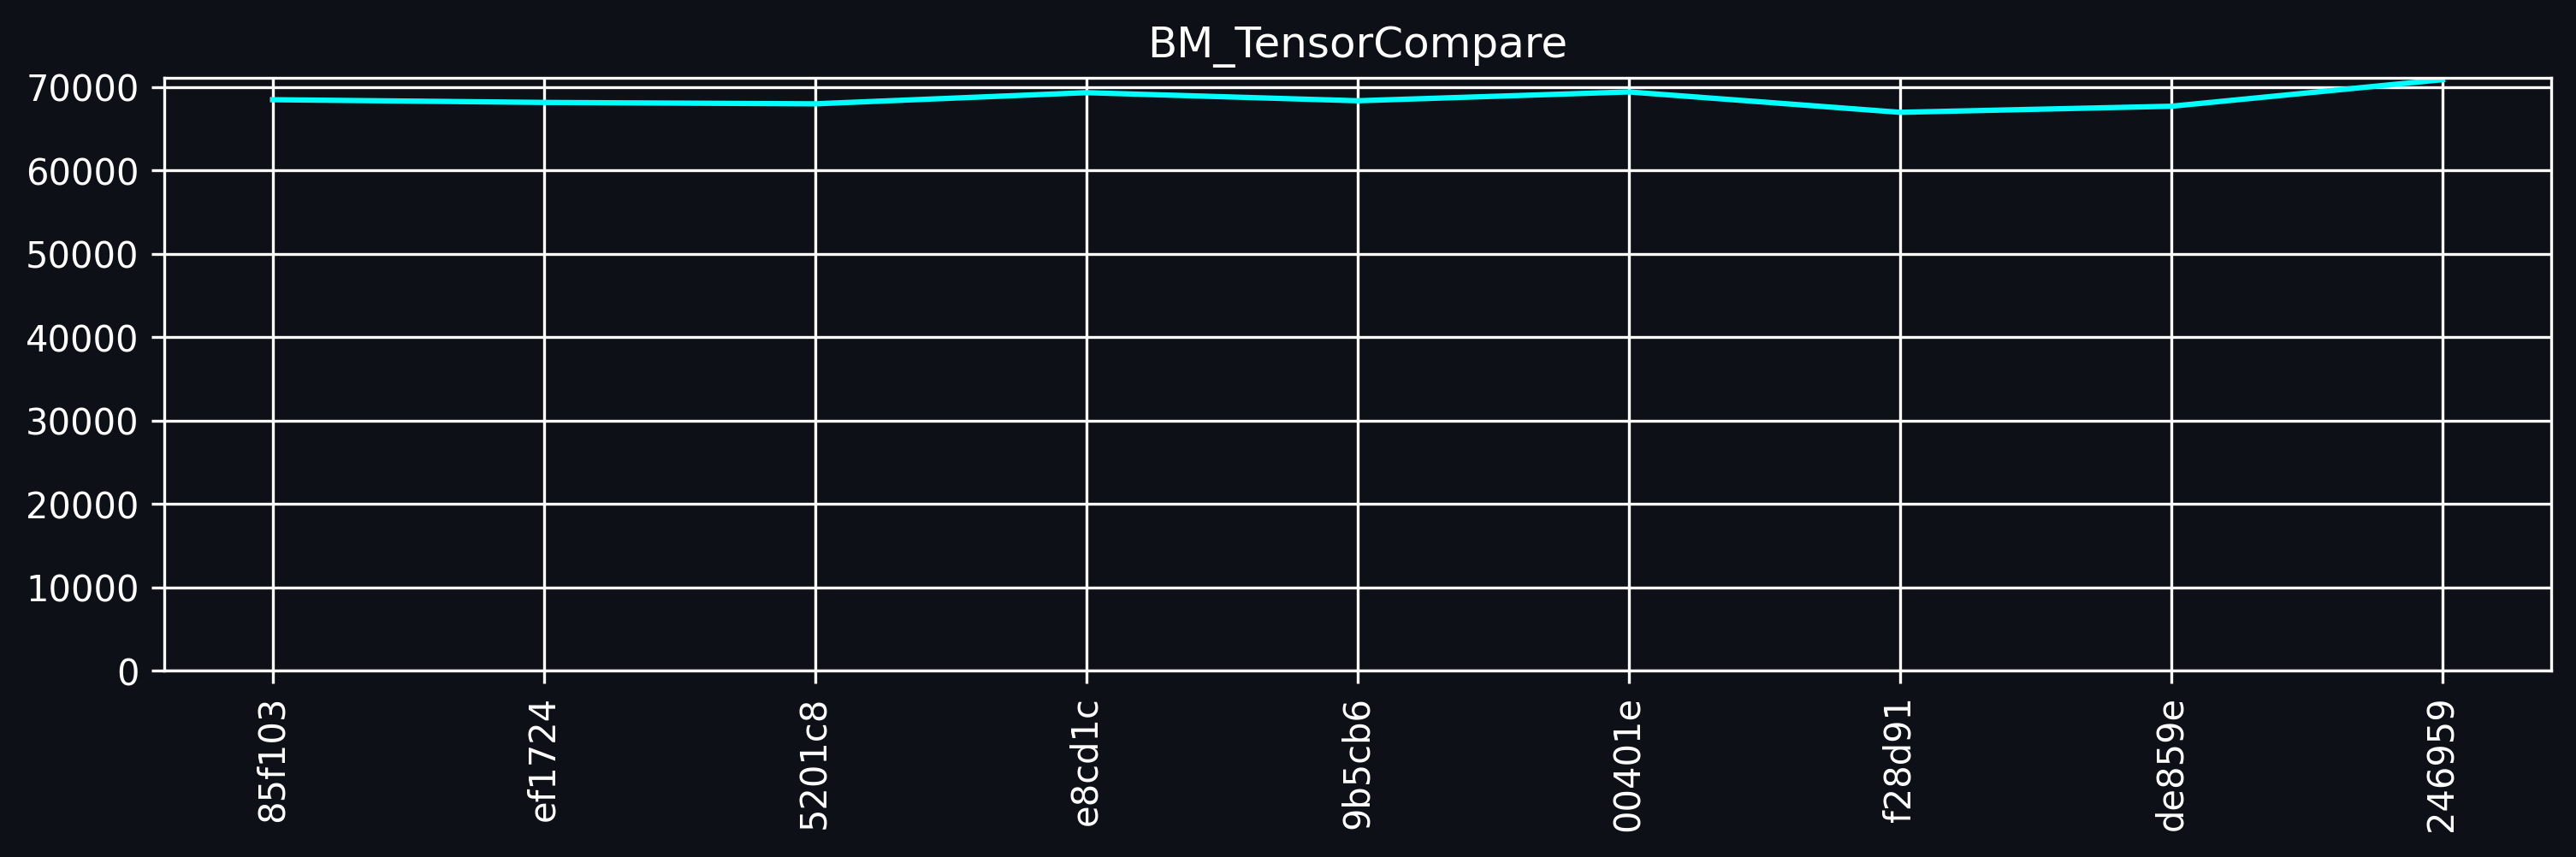 BM_TensorCompare
70000
60000
50000
40000
30000
20000
10000
0
85f103
ef1724
5201c8
e8cd1c
9b5cb6
00401e
f28d91
de859e
246959